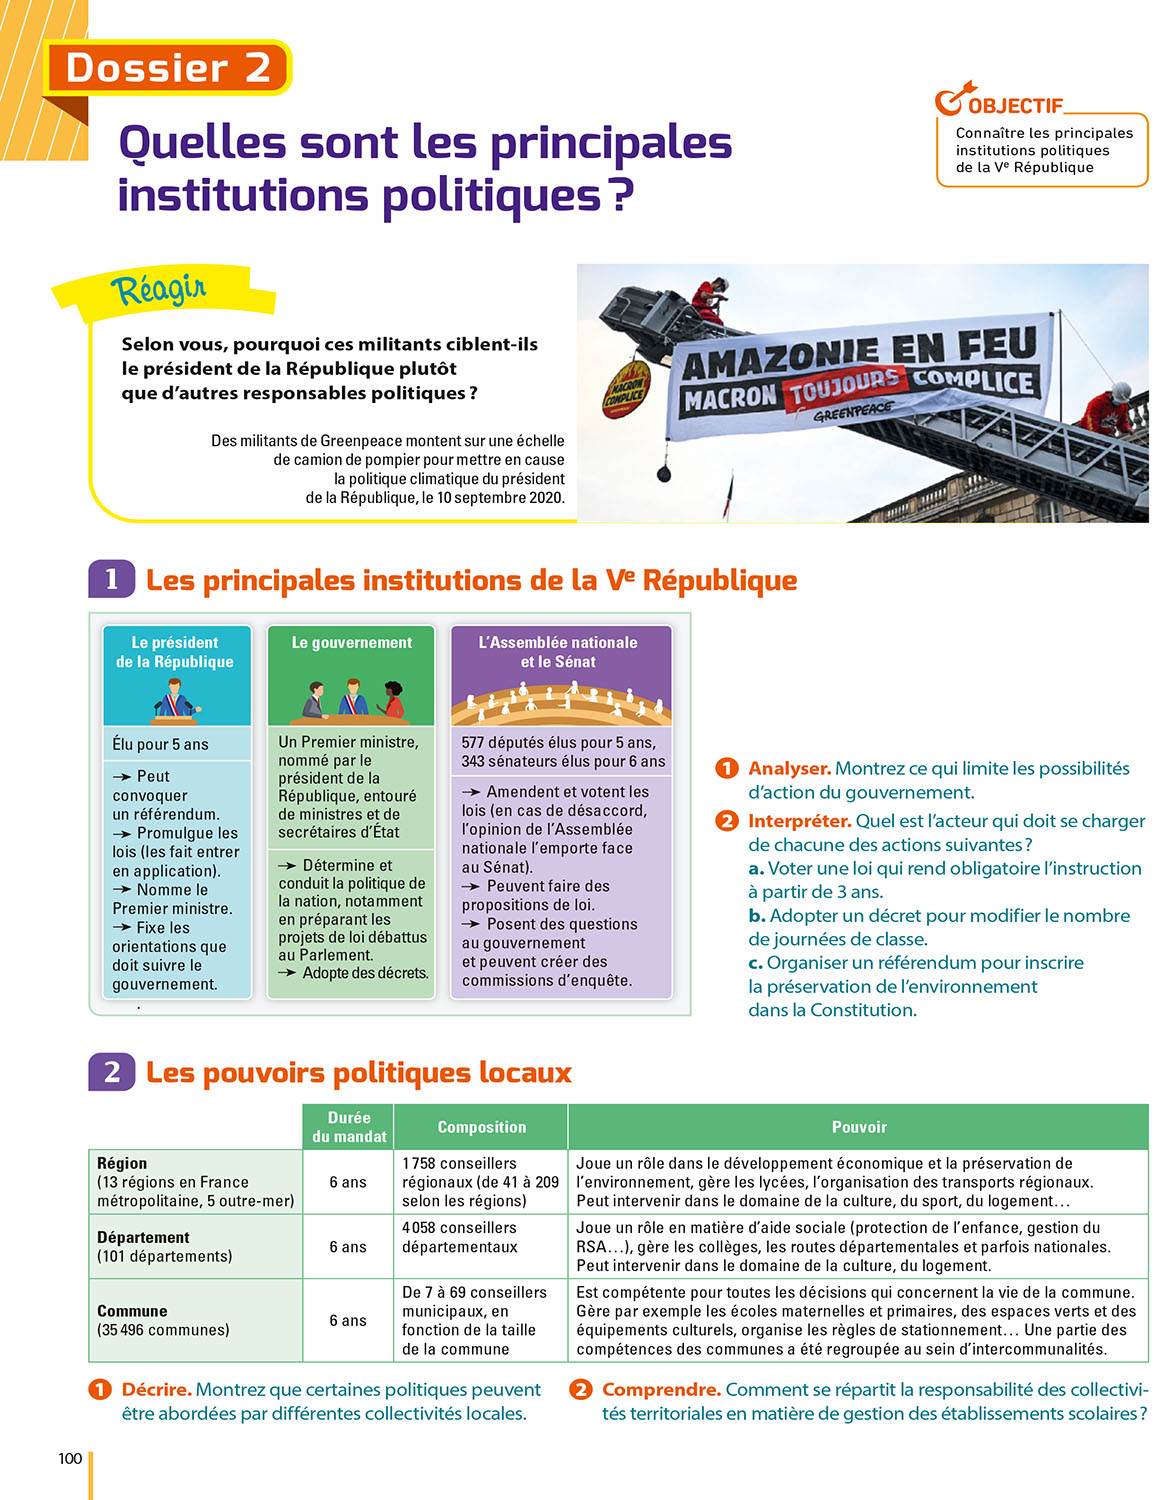 Dossier 2
Quelles sont les principales
institutions politiques ?
OBJECTIF
Connaître les principales
institutions politiques
de la Ve République
Réagir
Selon vous, pourquoi ces militants ciblent-ils
le président de la République plutôt
que d'autres responsables politiques ?
Des militants de Greenpeace montent sur une échelle
de camion de pompier pour mettre en cause
la politique climatique du président
de la République, le 10 septembre 2020.
AMAZONIE EN FEU
MACRON TOUJOURS COMPLICE
GREENPEACE
MACRON
COMPLICE
1 Les principales institutions de la Ve République
Le président
de la République
Élu pour 5 ans
→ Peut
convoquer
un référendum.
→ Promulgue les
lois (les fait entrer
en application).
→ Nomme le
Premier ministre.
→ Fixe les
orientations que
doit suivre le
gouvernement.
.
Le gouvernement
Un Premier ministre,
nommé par le
président de la
République, entouré
de ministres et de
secrétaires d'État
→ Détermine et
conduit la politique de
la nation, notamment
en préparant les
projets de loi débattus
au Parlement.
→ Adopte des décrets.
L'Assemblée nationale
et le Sénat
577 députés élus pour 5 ans,
343 sénateurs élus pour 6 ans
→ Amendent et votent les
lois (en cas de désaccord,
l'opinion de l'Assemblée
nationale l'emporte face
au Sénat).
→ Peuvent faire des
propositions de loi.
→ Posent des questions
au gouvernement
et peuvent créer des
commissions d'enquête.
1 Analyser. Montrez ce qui limite les possibilités
d'action du gouvernement.
2 Interpréter. Quel est l'acteur qui doit se charger
de chacune des actions suivantes ?
a. Voter une loi qui rend obligatoire l'instruction
à partir de 3 ans.
b. Adopter un décret pour modifier le nombre
de journées de classe.
c. Organiser un référendum pour inscrire
la préservation de l'environnement
dans la Constitution.
2 Les pouvoirs politiques locaux
Durée
du mandat
Composition
Pouvoir
Région
(13 régions en France
métropolitaine, 5 outre-mer)
6 ans
1 758 conseillers
régionaux (de 41 à 209
selon les régions)
Joue un rôle dans le développement économique et la préservation de
l'environnement, gère les lycées, l'organisation des transports régionaux.
Peut intervenir dans le domaine de la culture, du sport, du logement…
Département
(101 départements)
6 ans
4 058 conseillers
départementaux
Joue un rôle en matière d'aide sociale (protection de l'enfance, gestion du
RSA…), gère les collèges, les routes départementales et parfois nationales.
Peut intervenir dans le domaine de la culture, du logement.
Commune
(35 496 communes)
6 ans
De 7 à 69 conseillers
municipaux, en
fonction de la taille
de la commune
Est compétente pour toutes les décisions qui concernent la vie de la commune.
Gère par exemple les écoles maternelles et primaires, des espaces verts et des
équipements culturels, organise les règles de stationnement… Une partie des
compétences des communes a été regroupée au sein d'intercommunalités.
1 Décrire. Montrez que certaines politiques peuvent
être abordées par différentes collectivités locales.
2 Comprendre. Comment se répartit la responsabilité des collectivi-
tés territoriales en matière de gestion des établissements scolaires ?
100